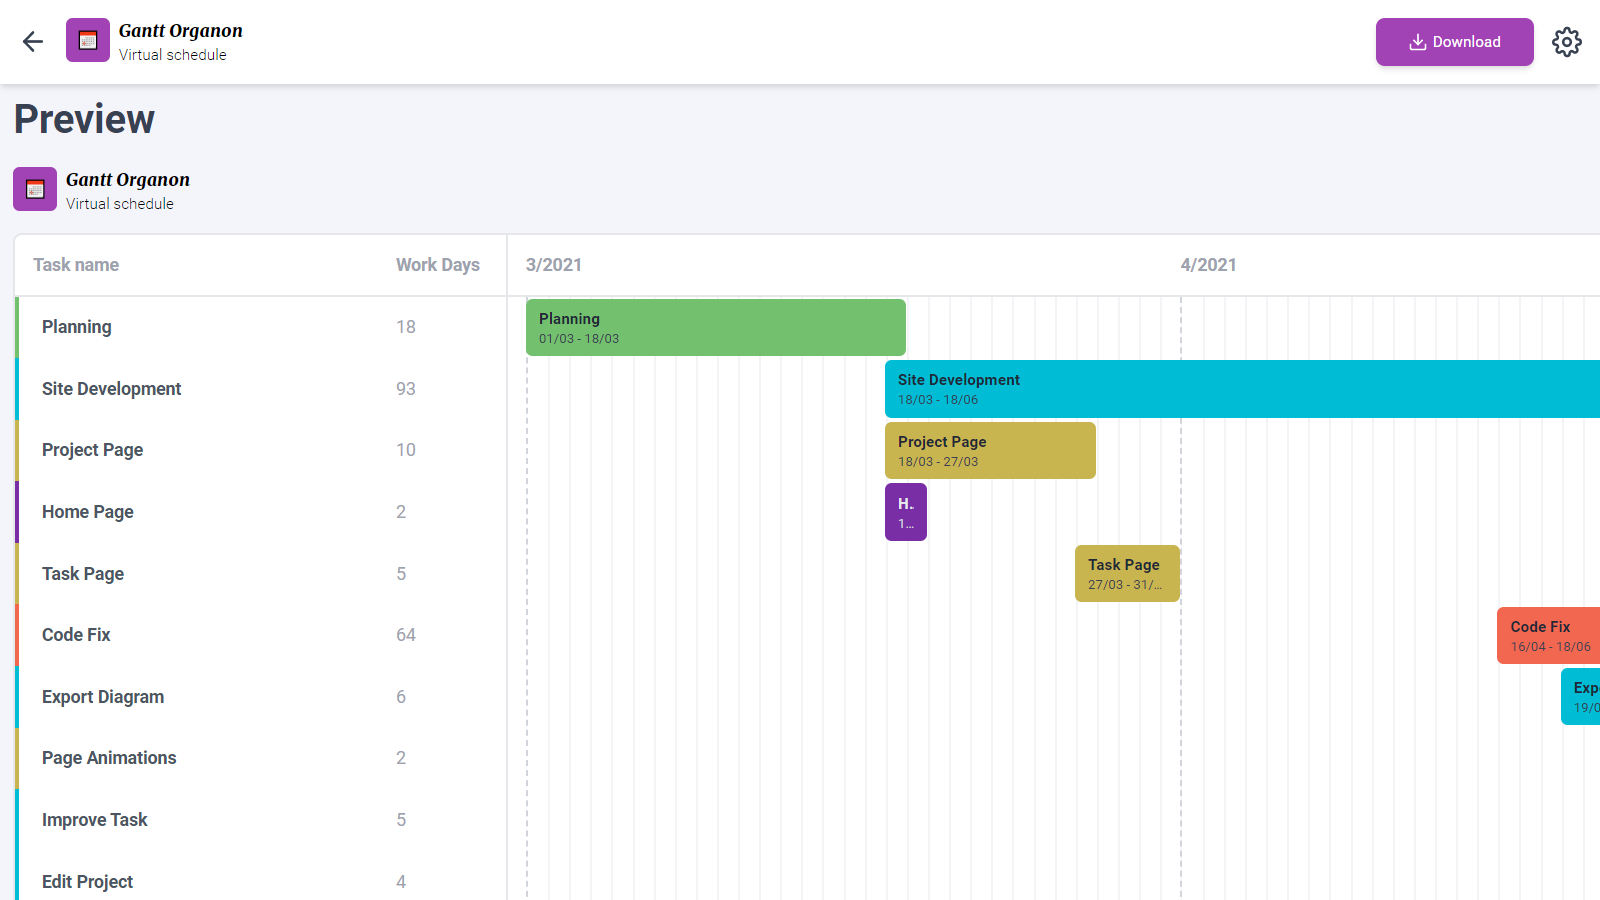 Gantt Organon
Virtual schedule
Download
Preview
Gantt Organon
Virtual schedule
Task name Work Days 3/2021 4/2021
Planning 18
Planning
01/03 - 18/03
Site Development 93
Site Development
18/03 - 18/06
Project Page 10
Project Page
18/03 - 27/03
Home Page 2
H..
1...
Task Page 5
Task Page
27/03 - 31/...
Code Fix 64
Code Fix
16/04 - 18/06
Export Diagram 6
Exp
19/0
Page Animations 2
Improve Task 5
Edit Project 4